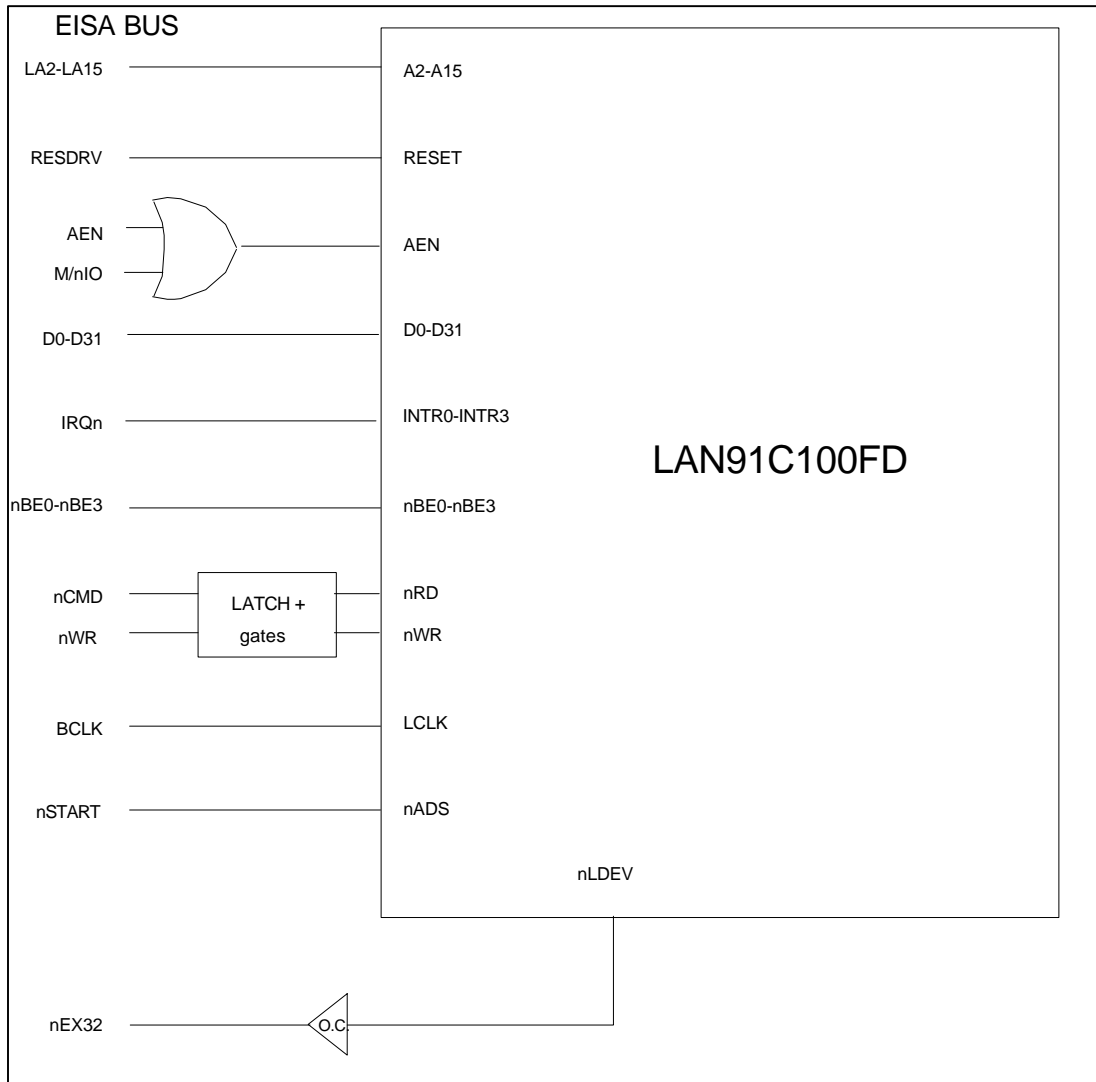 EISA BUS
LA2-LA15 A2-A15
RESDRV RESET
AEN AEN
M/nIO
D0-D31 D0-D31
IRQn INTR0-INTR3
LAN91C100FD
nBE0-nBE3 nBE0-nBE3
nCMD LATCH + nRD
nWR gates nWR
BCLK LCLK
nSTART nADS
nLDEV
nEX32 O.C.